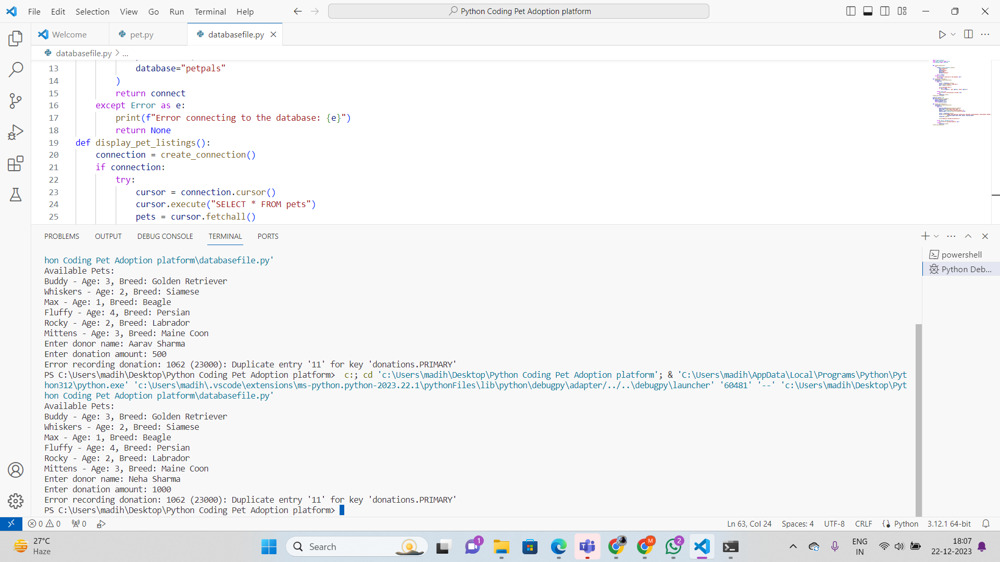 File Edit Selection View Go Run Terminal Help
Python Coding Pet Adoption platform
Welcome pet.py databasefile.py
databasefile.py > ...
13 database="petpals"
14 )
15 return connect
16 except Error as e:
17 print(f"Error connecting to the database: {e}")
18 return None
19 def display_pet_listings():
20 connection = create_connection()
21 if connection:
22 try:
23 cursor = connection.cursor()
24 cursor.execute("SELECT * FROM pets")
25 pets = cursor.fetchall()
PROBLEMS OUTPUT DEBUG CONSOLE TERMINAL PORTS
powershell
Python Deb...
hon Coding Pet Adoption platform\databasefile.py'
Available Pets:
Buddy - Age: 3, Breed: Golden Retriever
Whiskers - Age: 2, Breed: Siamese
Max - Age: 1, Breed: Beagle
Fluffy - Age: 4, Breed: Persian
Rocky - Age: 2, Breed: Labrador
Mittens - Age: 3, Breed: Maine Coon
Enter donor name: Aarav Sharma
Enter donation amount: 500
Error recording donation: 1062 (23000): Duplicate entry '11' for key 'donations.PRIMARY'
PS C:\Users\madih\Desktop\Python Coding Pet Adoption platform>  c:; cd 'c:\Users\madih\Desktop\Python Coding Pet Adoption platform'; & 'C:\Users\madih\AppData\Local\Programs\Python\Pyt
hon312\python.exe' 'c:\Users\madih\.vscode\extensions\ms-python.python-2023.22.1\pythonFiles\lib\python\debugpy\adapter/../..\debugpy\launcher' '60481' '--' 'c:\Users\madih\Desktop\Pyt
hon Coding Pet Adoption platform\databasefile.py'
Available Pets:
Buddy - Age: 3, Breed: Golden Retriever
Whiskers - Age: 2, Breed: Siamese
Max - Age: 1, Breed: Beagle
Fluffy - Age: 4, Breed: Persian
Rocky - Age: 2, Breed: Labrador
Mittens - Age: 3, Breed: Maine Coon
Enter donor name: Neha Sharma
Enter donation amount: 1000
Error recording donation: 1062 (23000): Duplicate entry '11' for key 'donations.PRIMARY'
PS C:\Users\madih\Desktop\Python Coding Pet Adoption platform>
0 0 0 Ln 63, Col 24 Spaces: 4 UTF-8 CRLF Python 3.12.1 64-bit
27°C
Haze
Search
1
M
2
ENG
IN
18:07
22-12-2023